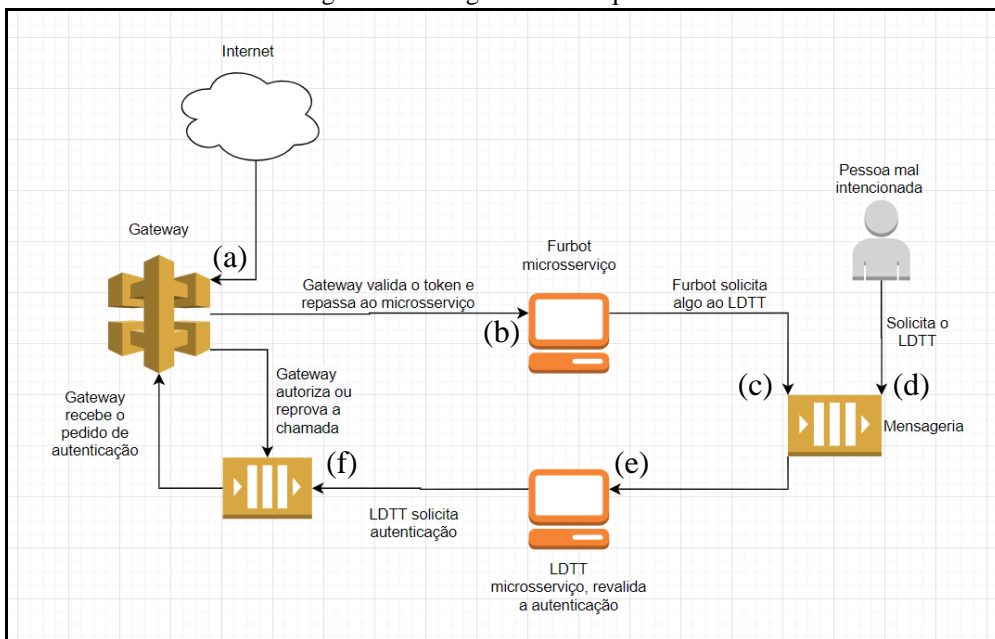 Internet
Pessoa mal
intencionada
Gateway
(a)
Furbot
microsserviço
Gateway valida o token e
repassa ao microsserviço
(b)
Furbot solicita
algo ao LDTT
Solicita o
LDTT
(c)
(d)
Mensageria
Gateway
autoriza ou
reprova a
chamada
Gateway
recebe o
pedido de
autenticação
(f)
(e)
LDTT solicita
autenticação
LDTT
microsserviço, revalida
a autenticação